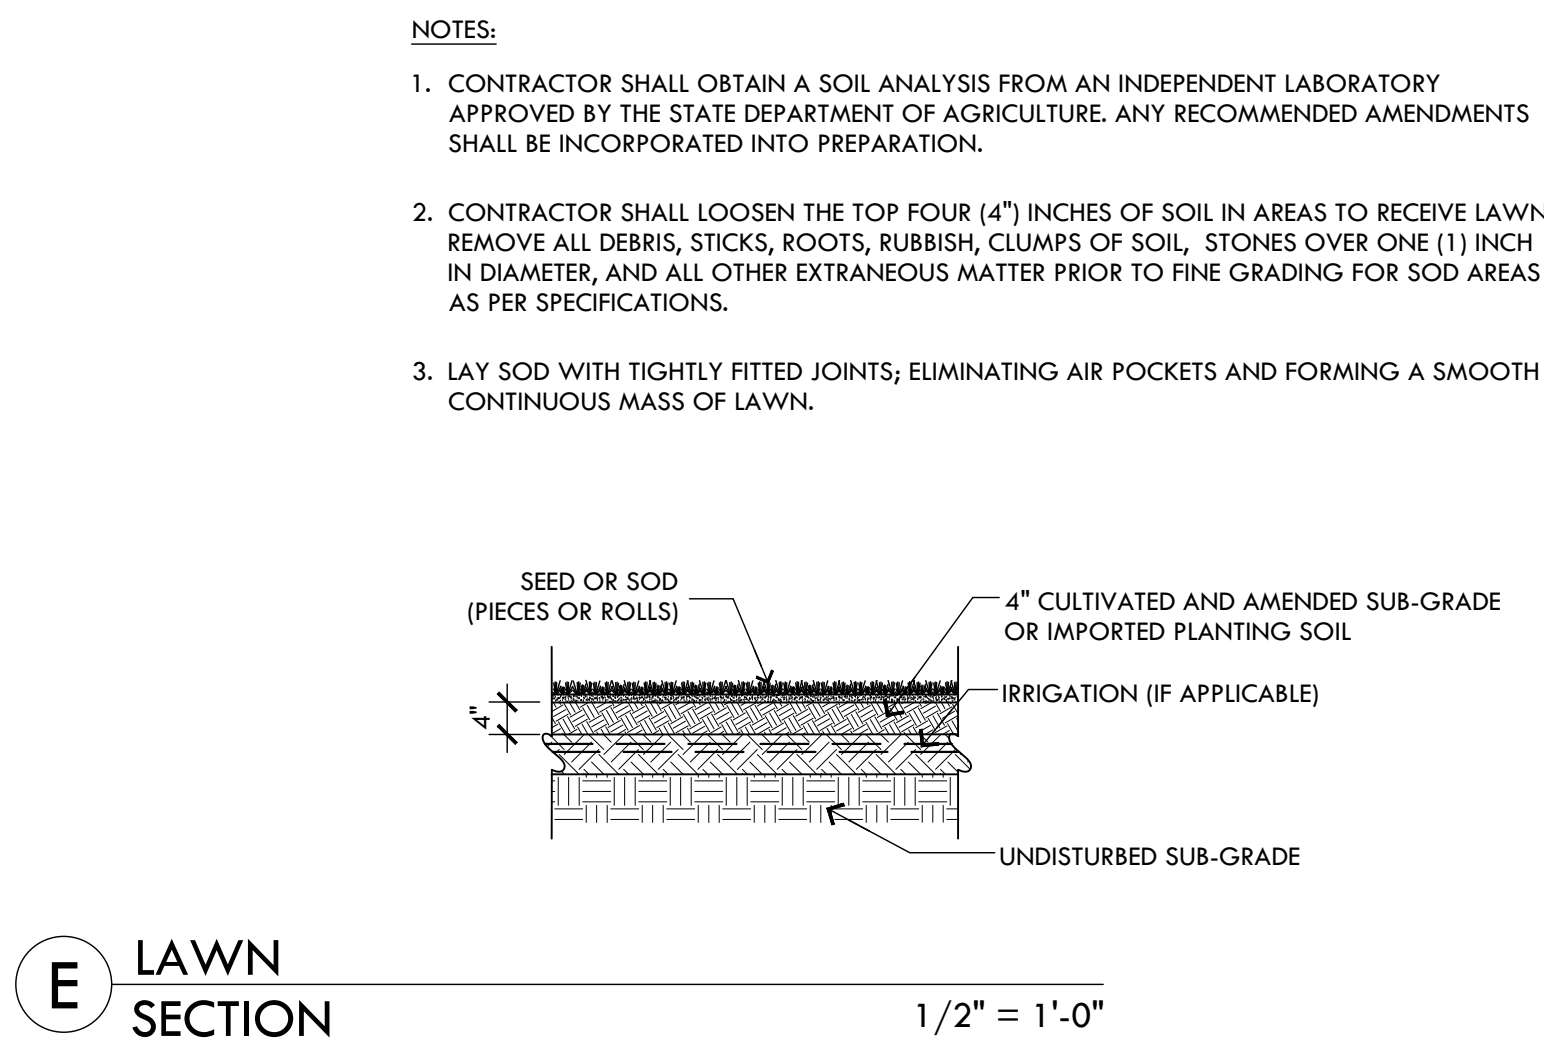 NOTES:
1. CONTRACTOR SHALL OBTAIN A SOIL ANALYSIS FROM AN INDEPENDENT LABORATORY
APPROVED BY THE STATE DEPARTMENT OF AGRICULTURE. ANY RECOMMENDED AMENDMENTS
SHALL BE INCORPORATED INTO PREPARATION.
2. CONTRACTOR SHALL LOOSEN THE TOP FOUR (4") INCHES OF SOIL IN AREAS TO RECEIVE LAWN
REMOVE ALL DEBRIS, STICKS, ROOTS, RUBBISH, CLUMPS OF SOIL, STONES OVER ONE (1) INCH
IN DIAMETER, AND ALL OTHER EXTRANEOUS MATTER PRIOR TO FINE GRADING FOR SOD AREAS
AS PER SPECIFICATIONS.
3. LAY SOD WITH TIGHTLY FITTED JOINTS; ELIMINATING AIR POCKETS AND FORMING A SMOOTH
CONTINUOUS MASS OF LAWN.
SEED OR SOD
(PIECES OR ROLLS)
4" CULTIVATED AND AMENDED SUB-GRADE
OR IMPORTED PLANTING SOIL
IRRIGATION (IF APPLICABLE)
4"
UNDISTURBED SUB-GRADE
E
LAWN
SECTION
1/2" = 1'-0"